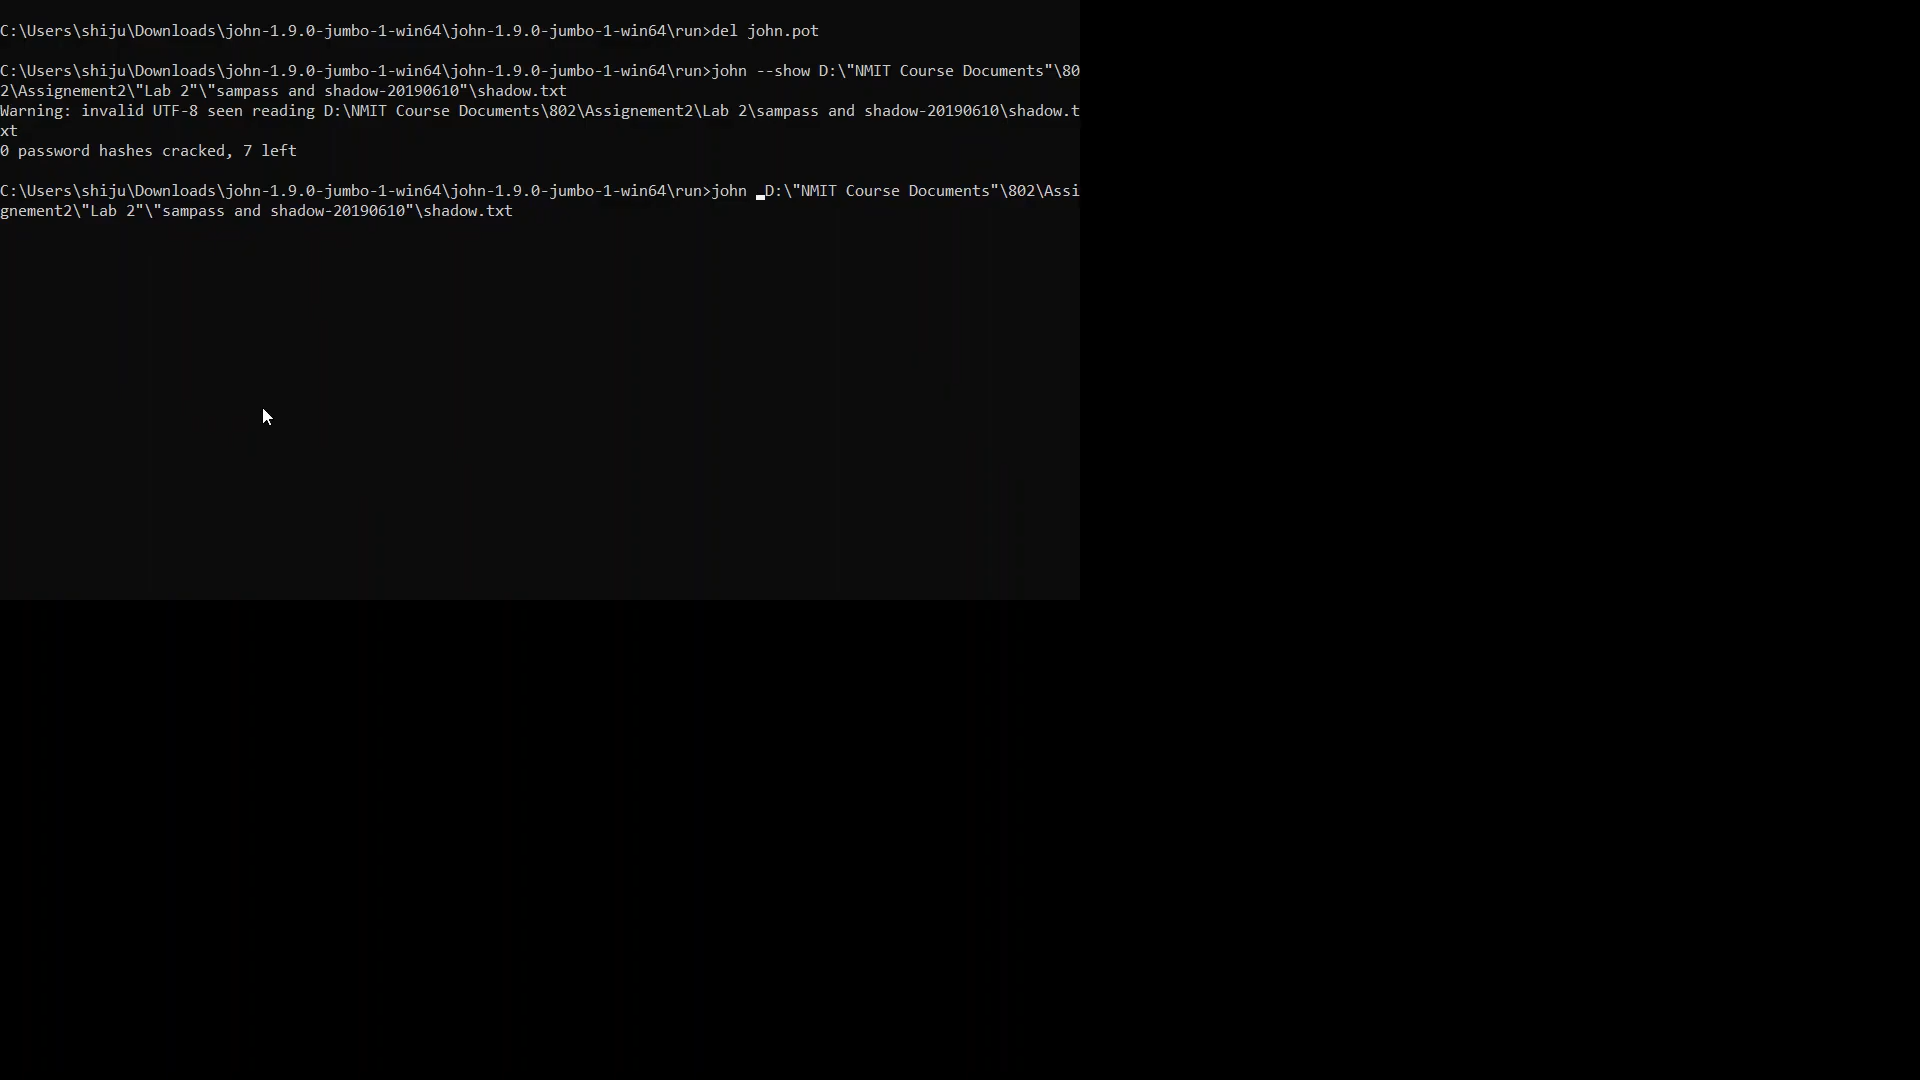 C:\Users\shiju\Downloads\john-1.9.0-jumbo-1-win64\john-1.9.0-jumbo-1-win64\run>del john.pot
C:\Users\shiju\Downloads\john-1.9.0-jumbo-1-win64\john-1.9.0-jumbo-1-win64\run>john --show D:\"NMIT Course Documents"\80
2\Assignement2\"Lab 2"\"sampass and shadow-20190610"\shadow.txt
Warning: invalid UTF-8 seen reading D:\NMIT Course Documents\802\Assignement2\Lab 2\sampass and shadow-20190610\shadow.t
xt
0 password hashes cracked, 7 left
C:\Users\shiju\Downloads\john-1.9.0-jumbo-1-win64\john-1.9.0-jumbo-1-win64\run>john D:\"NMIT Course Documents"\802\Assi
gnement2\"Lab 2"\"sampass and shadow-20190610"\shadow.txt